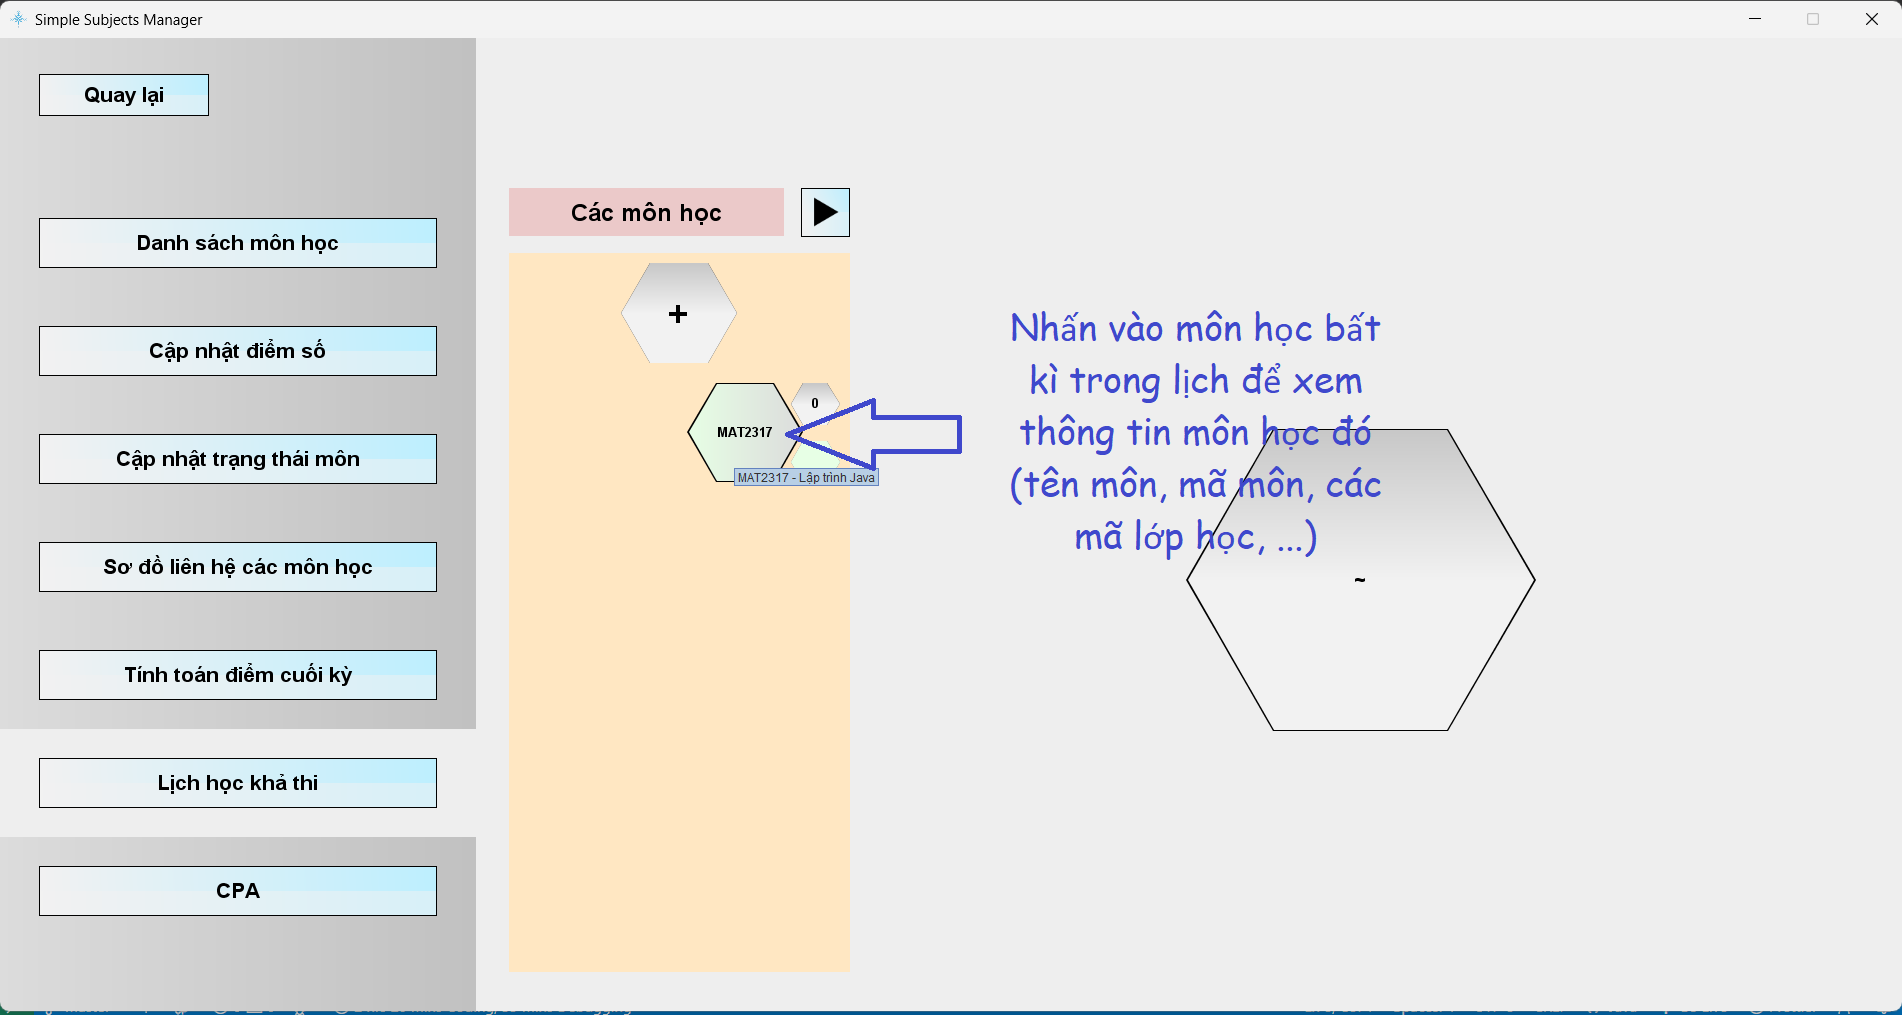 Simple Subjects Manager
Quay lại
Danh sách môn học
Cập nhật điểm số
Cập nhật trạng thái môn
Sơ đồ liên hệ các môn học
Tính toán điểm cuối kỳ
Lịch học khả thi
CPA
Các môn học
+
0
MAT2317
MAT2317 - Lập trình Java
Nhấn vào môn học bất
kì trong lịch để xem
thông tin môn học đó
(tên môn, mã môn, các
mã lớp học, ...)
~